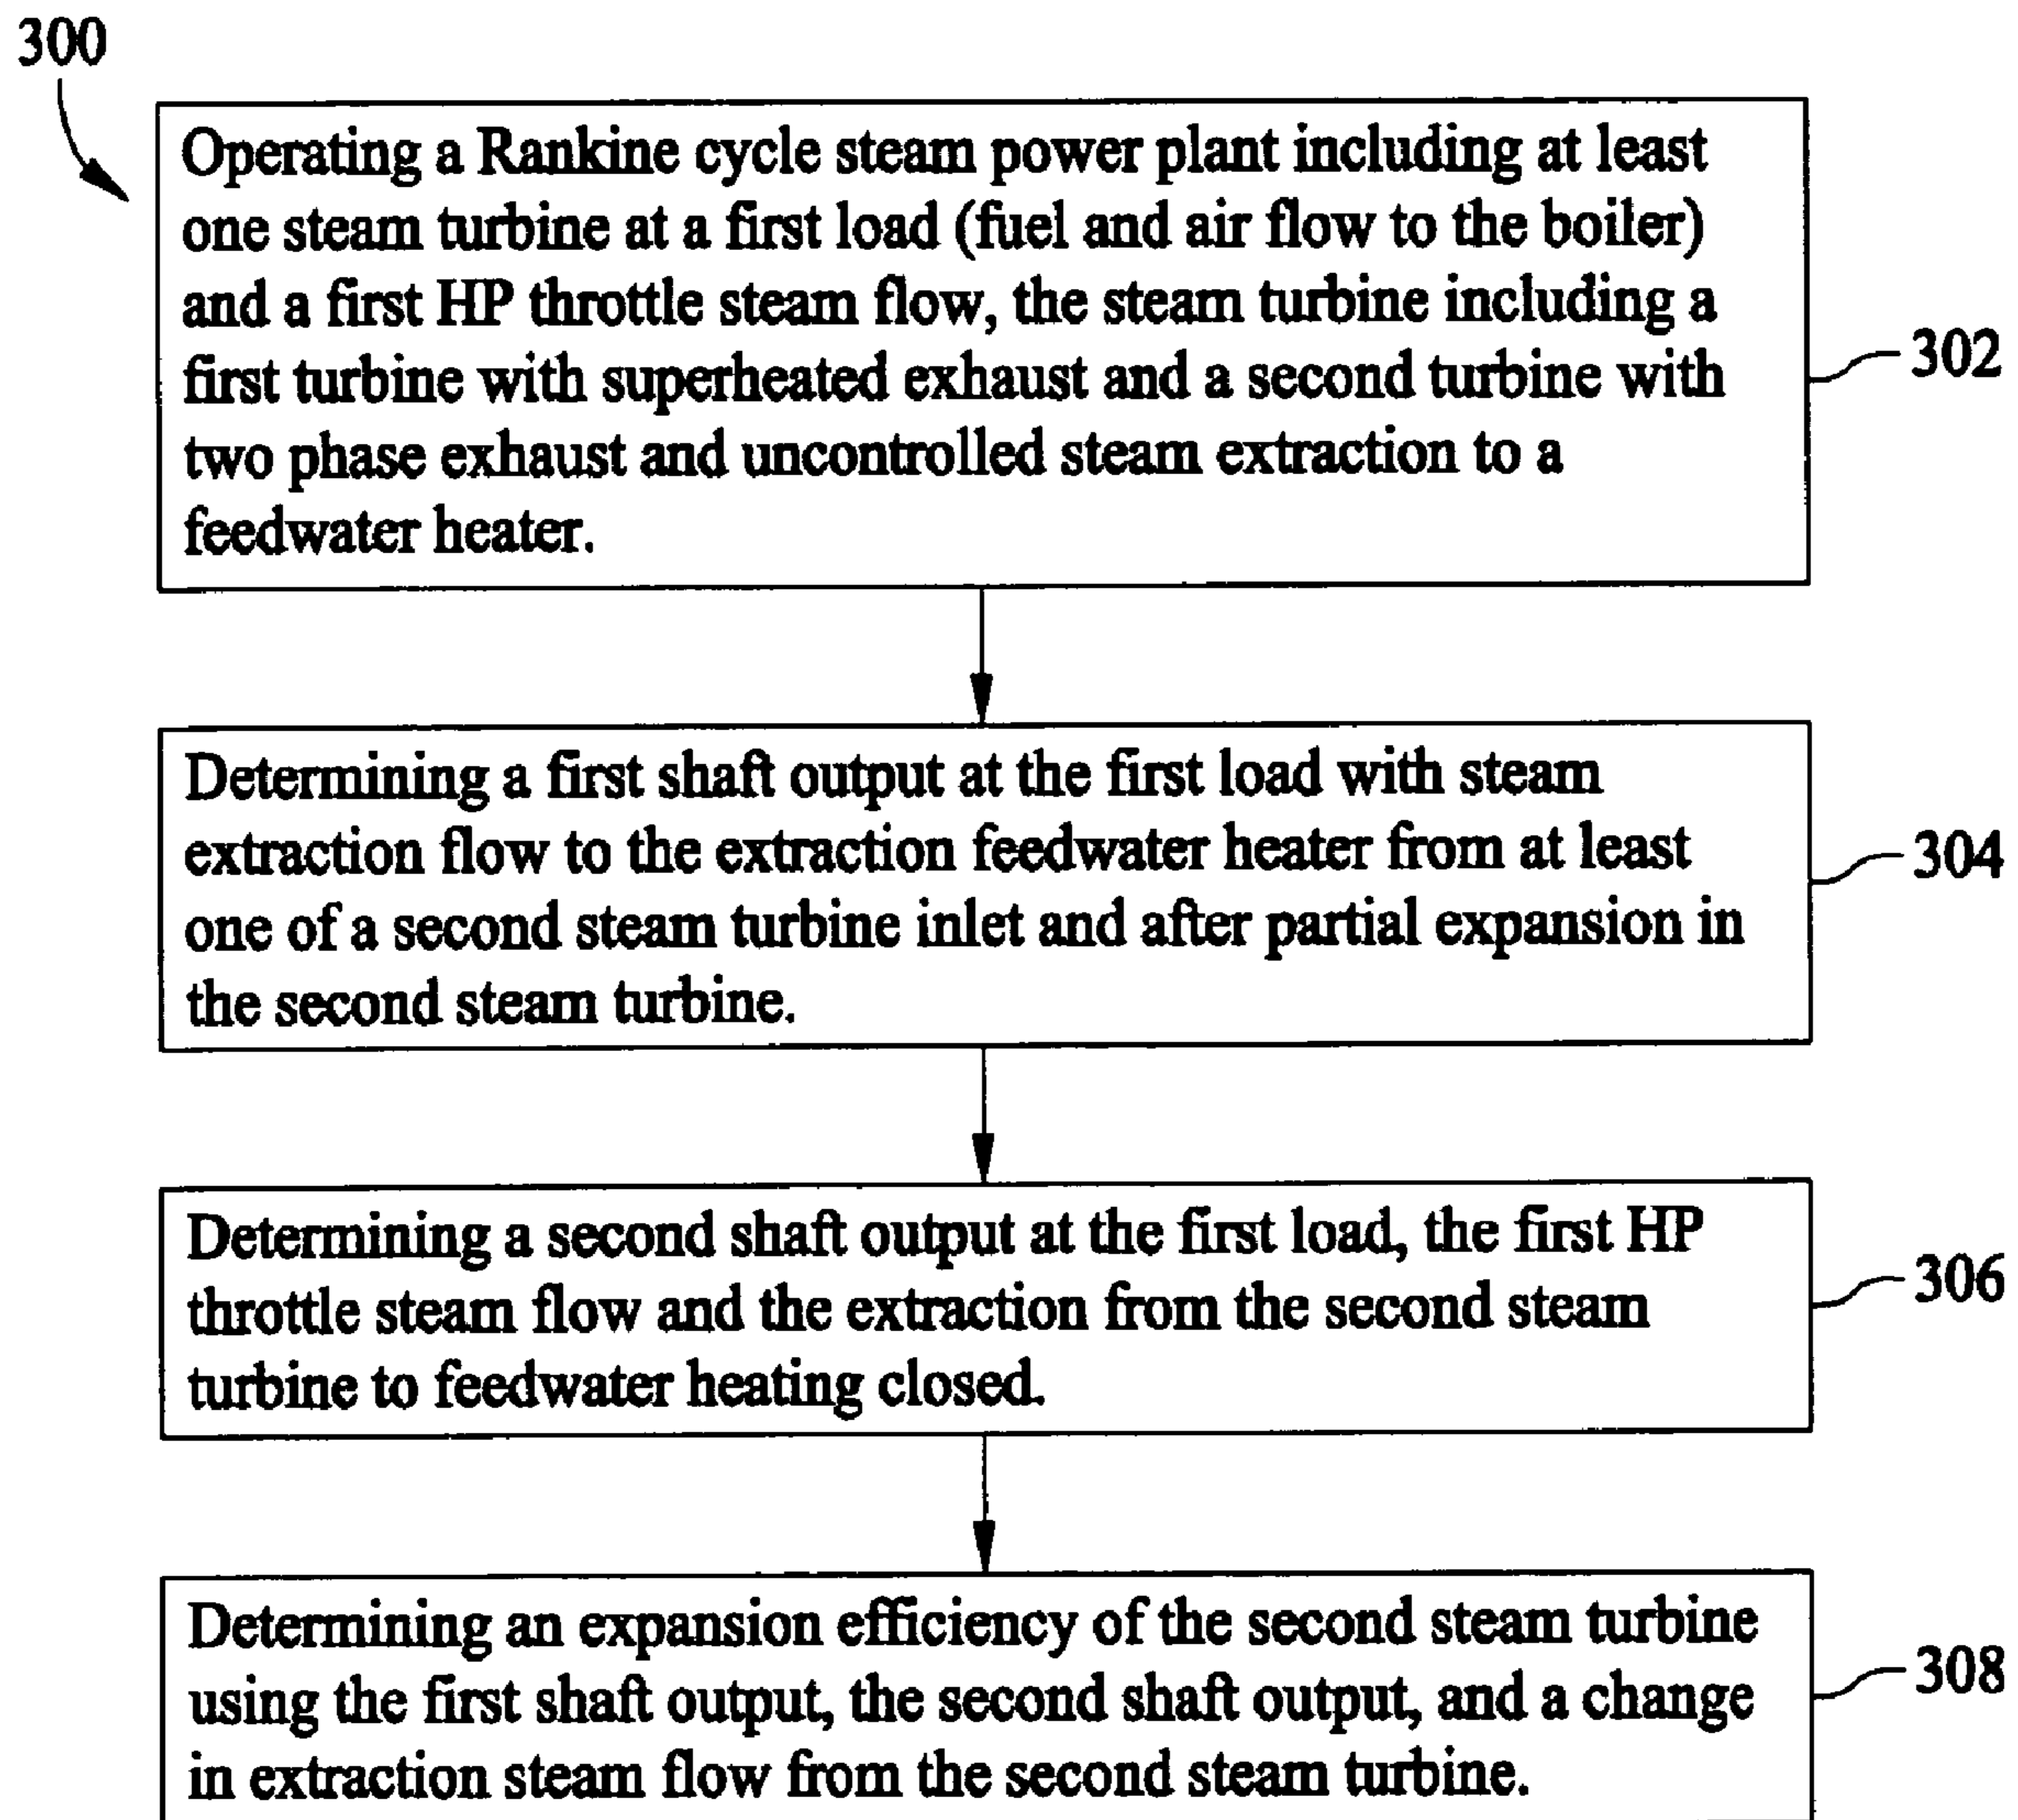 300
Operating a Rankine cycle steam power plant including at least
one steam turbine at a first load (fuel and air flow to the boiler)
and a first HP throttle steam flow, the steam turbine including a
first turbine with superheated exhaust and a second turbine with
two phase exhaust and uncontrolled steam extraction to a
feedwater heater.
302
Determining a first shaft output at the first load with steam
extraction flow to the extraction feedwater heater from at least
one of a second steam turbine inlet and after partial expansion in
the second steam turbine.
304
Determining a second shaft output at the first load, the first HP
throttle steam flow and the extraction from the second steam
turbine to feedwater heating closed.
306
Determining an expansion efficiency of the second steam turbine
using the first shaft output, the second shaft output, and a change
in extraction steam flow from the second steam turbine.
308